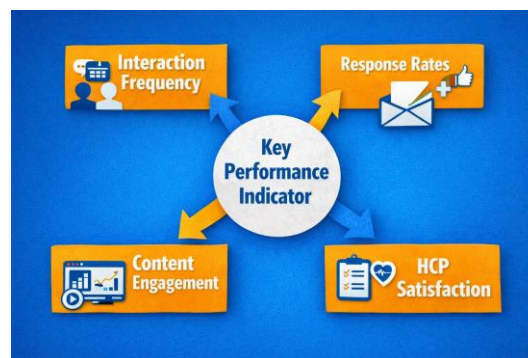 Interaction
Frequency
Response Rates
Key
Performance
Indicator
Content
Engagement
HCP
Satisfaction